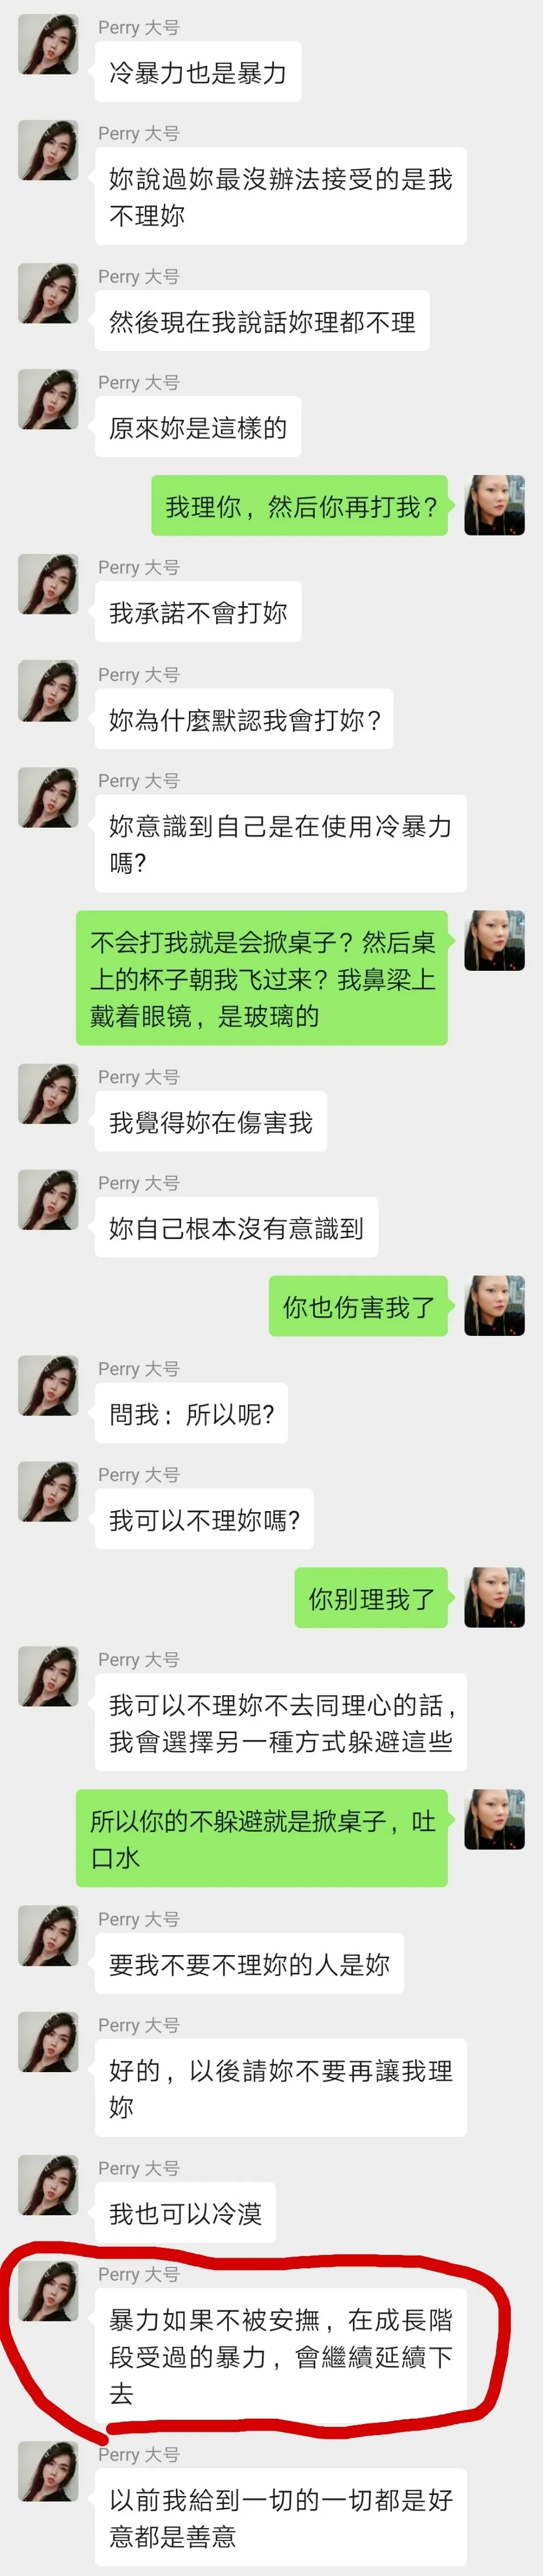 Perry 大号
冷暴力也是暴力
Perry 大号
妳說過妳最沒辦法接受的是我
不理妳
Perry 大号
然後現在我說話妳理都不理
Perry 大号
原來妳是這樣的
我理你，然后你再打我？
Perry 大号
我承諾不會打妳
Perry 大号
妳為什麼默認我會打妳？
Perry 大号
妳意識到自己是在使用冷暴力
嗎?
不会打我就是会掀桌子？然后桌
上的杯子朝我飞过来？我鼻梁上
戴着眼镜，是玻璃的
Perry 大号
我覺得妳在傷害我
Perry 大号
妳自己根本沒有意識到
你也伤害我了
Perry 大号
問我：所以呢?
Perry 大号
我可以不理妳嗎?
你别理我了
Perry 大号
我可以不理妳不去同理心的話，
我會選擇另一種方式躲避這些
所以你的不躲避就是掀桌子，吐
口水
Perry 大号
要我不要不理妳的人是妳
Perry 大号
好的，以後請妳不要再讓我理
妳
Perry 大号
我也可以冷漠
Perry 大号
暴力如果不被安撫，在成長階
段受過的暴力，會繼續延續下
去
Perry 大号
以前我給到一切的一切都是好
意都是善意